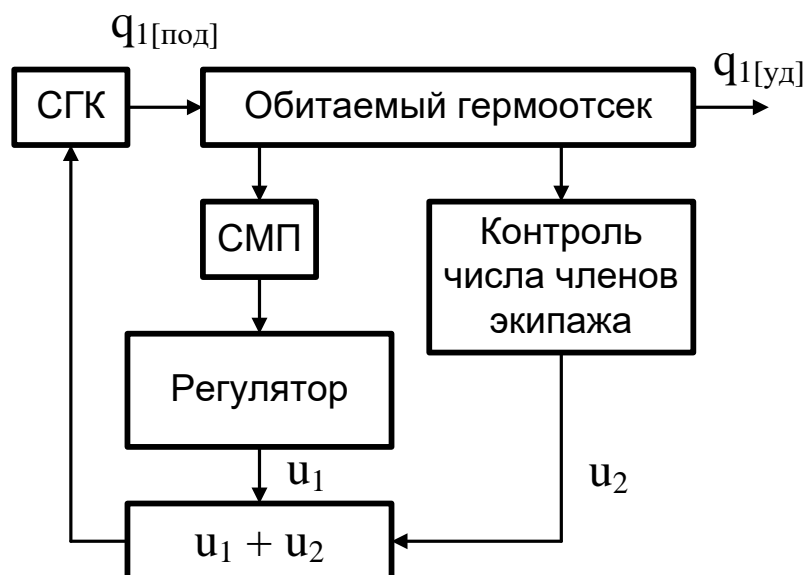 q₁[под]
q₁[уд]
СГК
Обитаемый гермоотсек
СМП
Контроль
числа членов
экипажа
Регулятор
u₁
u₂
u₁ + u₂